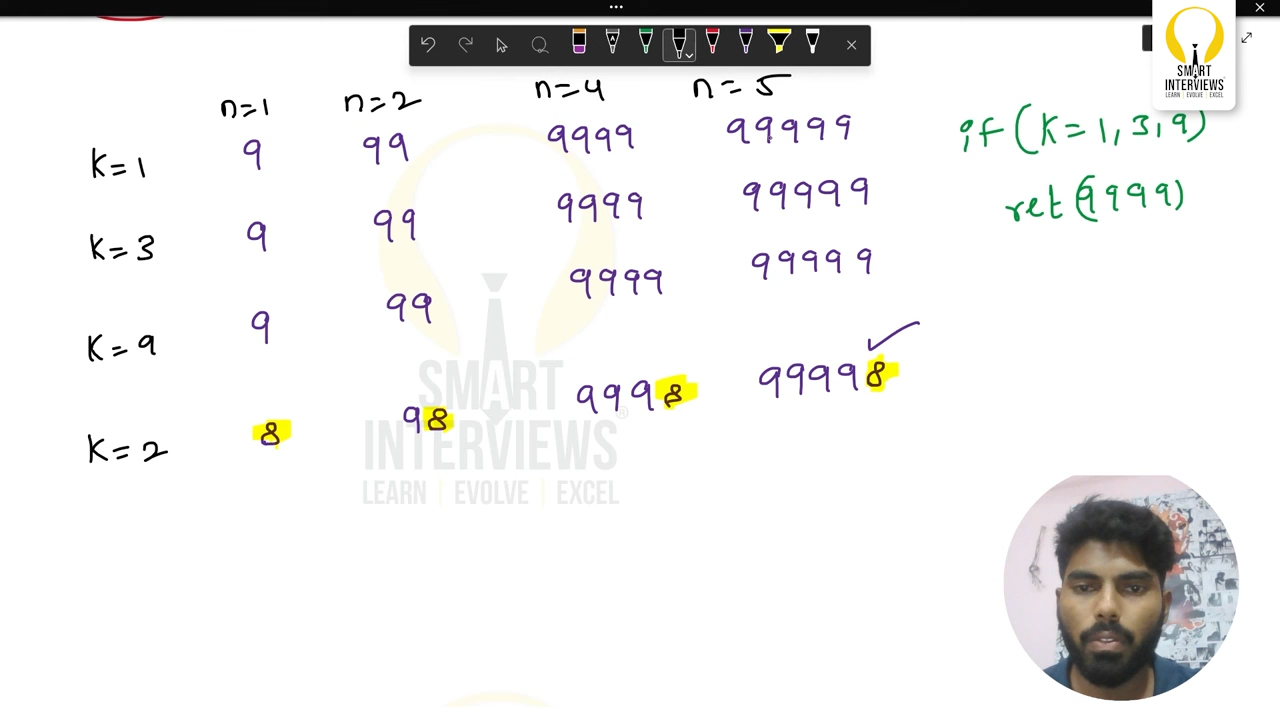 n=1 n=2 n=4 n=5
K=1 9 99 9999 99999
K=3 9 99 9999 99999
K=9 9 99 9999 99999
K=2 8 98 9998 99998
if (K=1,3,9)
ret (9999)
SMART
INTERVIEWS®
LEARN | EVOLVE | EXCEL
SMART
INTERVIEWS
LEARN | EVOLVE | EXCEL